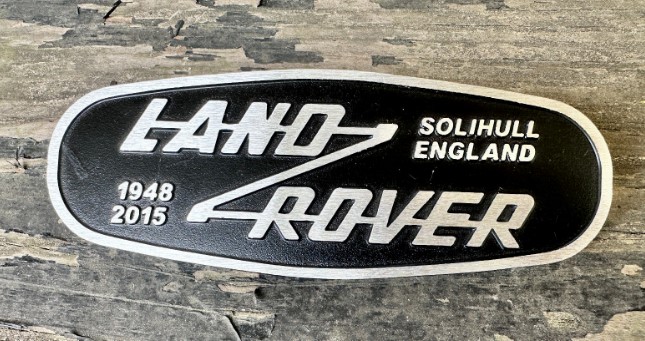 LAND
SOLIHULL
ENGLAND
1948
2015
ROVER